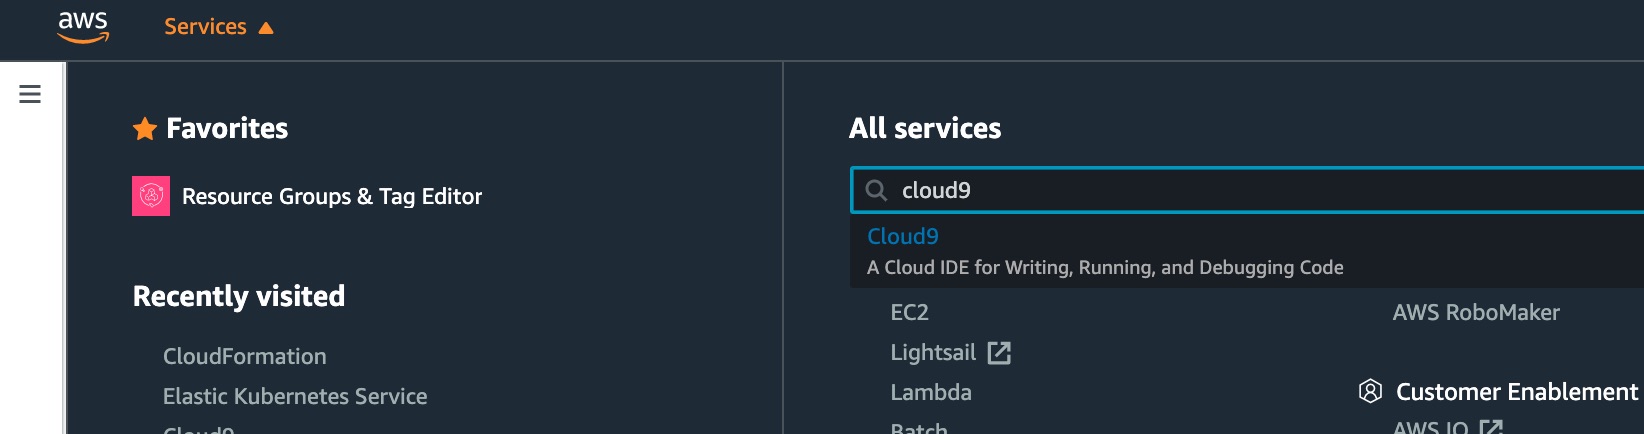 aws
Services
Favorites
Resource Groups & Tag Editor
Recently visited
CloudFormation
Elastic Kubernetes Service
Cloud9
All services
cloud9
Cloud9
A Cloud IDE for Writing, Running, and Debugging Code
EC2
Lightsail
Lambda
Batch
AWS RoboMaker
Customer Enablement
AWS IQ